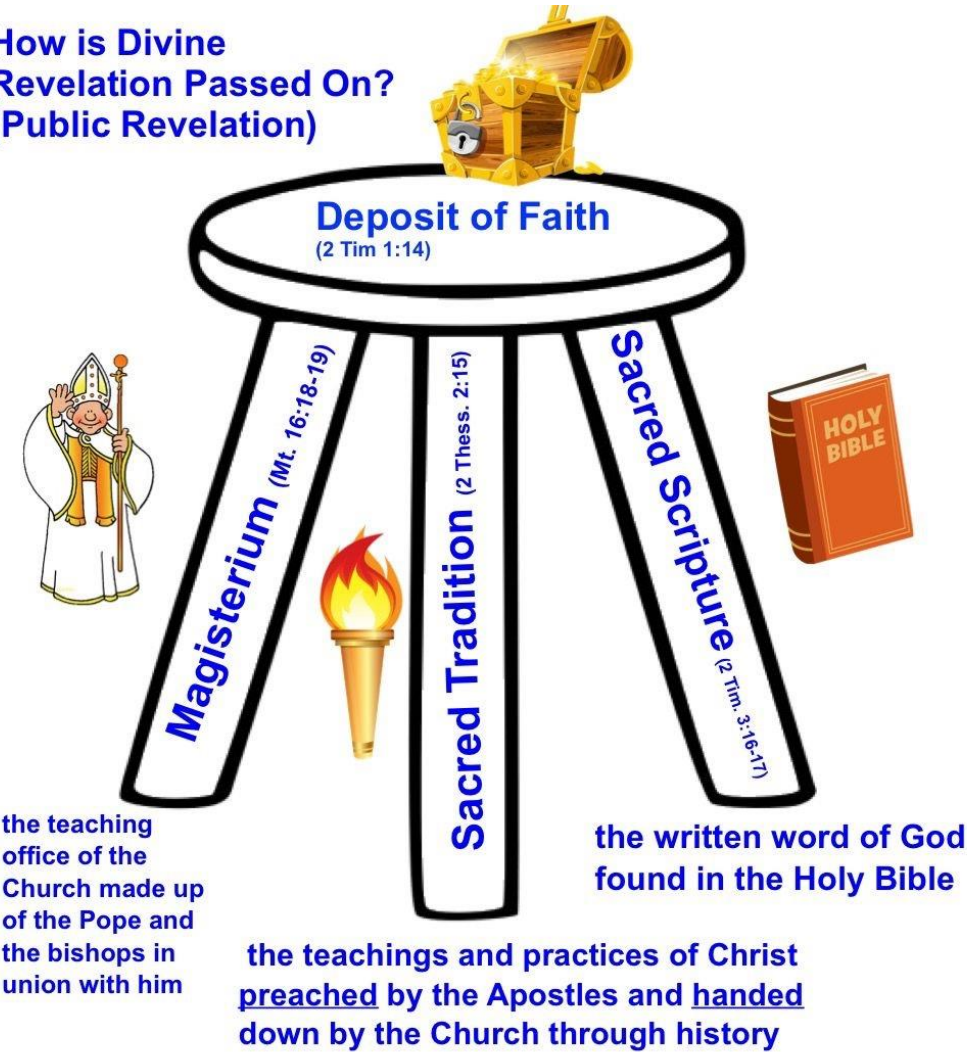 How is Divine
Revelation Passed On?
(Public Revelation)
Deposit of Faith
(2 Tim 1:14)
Magisterium (Mt. 16:18-19)
Sacred Tradition (2 Thess. 2:15)
Sacred Scripture (2 Tim. 3:16-17)
HOLY
BIBLE
the teaching
office of the
Church made up
of the Pope and
the bishops in
union with him
the written word of God
found in the Holy Bible
the teachings and practices of Christ
preached by the Apostles and handed
down by the Church through history